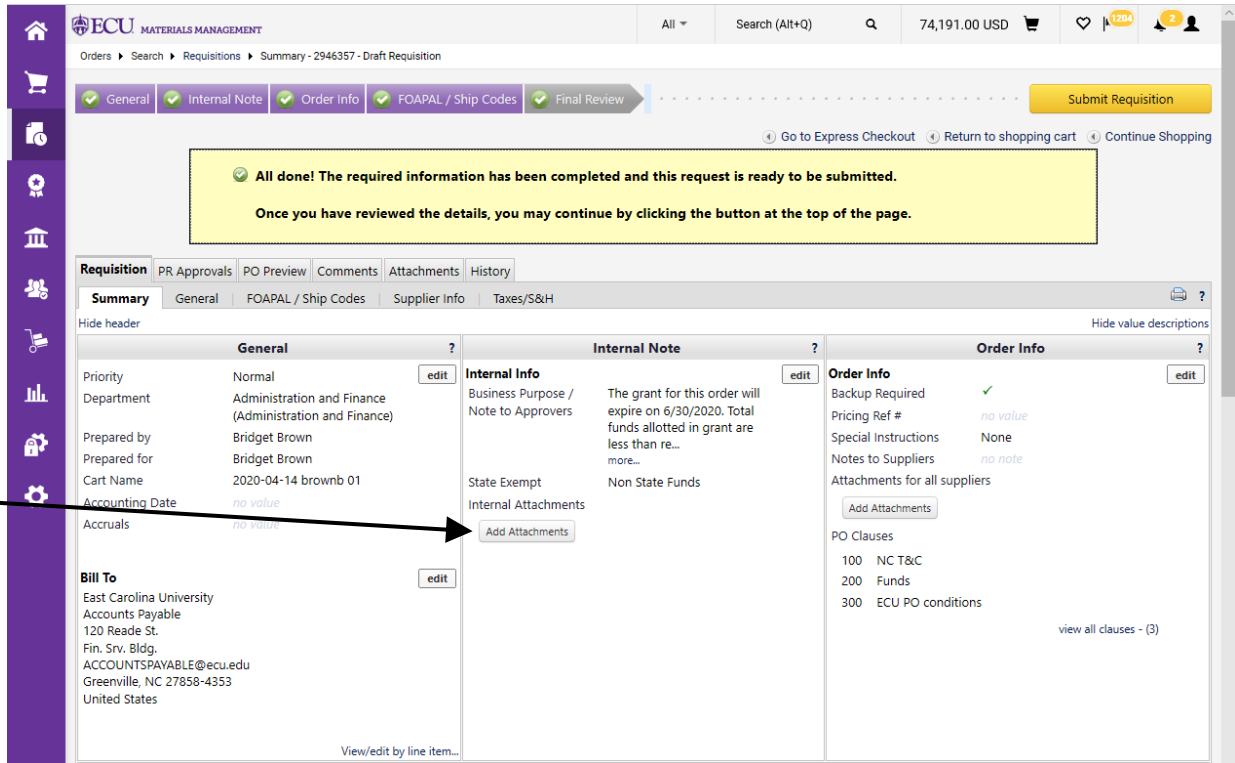 ECU MATERIALS MANAGEMENT
All
Search (Alt+Q)
74,191.00 USD
1204
2
Orders ▸ Search ▸ Requisitions ▸ Summary - 2946357 - Draft Requisition
General
Internal Note
Order Info
FOAPAL / Ship Codes
Final Review
Submit Requisition
Go to Express Checkout
Return to shopping cart
Continue Shopping
All done! The required information has been completed and this request is ready to be submitted.
Once you have reviewed the details, you may continue by clicking the button at the top of the page.
Requisition
PR Approvals
PO Preview
Comments
Attachments
History
Summary
General
FOAPAL / Ship Codes
Supplier Info
Taxes/S&H
?
Hide header
Hide value descriptions
General
?
Priority Normal
edit
Department Administration and Finance
(Administration and Finance)
Prepared by Bridget Brown
Prepared for Bridget Brown
Cart Name 2020-04-14 brownb 01
Accounting Date no value
Accruals no value
Bill To
edit
East Carolina University
Accounts Payable
120 Reade St.
Fin. Srv. Bldg.
ACCOUNTSPAYABLE@ecu.edu
Greenville, NC 27858-4353
United States
View/edit by line item...
Internal Note
?
Internal Info
edit
Business Purpose /
Note to Approvers
The grant for this order will
expire on 6/30/2020. Total
funds allotted in grant are
less than re...
more...
State Exempt Non State Funds
Internal Attachments
Add Attachments
Order Info
?
Order Info
edit
Backup Required ✓
Pricing Ref # no value
Special Instructions None
Notes to Suppliers no note
Attachments for all suppliers
Add Attachments
PO Clauses
100 NC T&C
200 Funds
300 ECU PO conditions
view all clauses - (3)